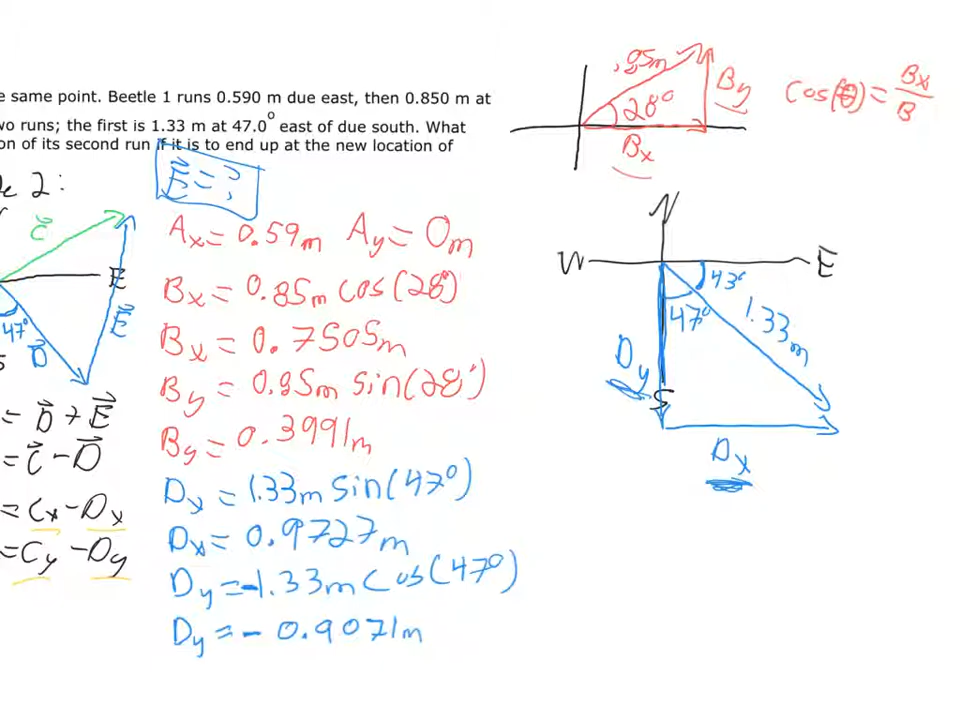 e same point. Beetle 1 runs 0.590 m due east, then 0.850 m at
wo runs; the first is 1.33 m at 47.0° east of due south. What
on of its second run if it is to end up at the new location of
E⃗ = ?
2:
C⃗
E
47°
D⃗
E⃗
= D⃗ + E⃗
= C⃗ - D⃗
= Cx - Dx
= Cy - Dy
Ax = 0.59m Ay = 0m
Bx = 0.85m cos(28°)
Bx = 0.7505m
By = 0.85m sin(28°)
By = 0.3991m
Dx = 1.33m sin(47°)
Dx = 0.9727m
Dy = -1.33m cos(47°)
Dy = - 0.9071m
.85m
28°
By
Bx
cos(θ) = Bx/B
N
W E
43°
47°
1.33m
Dy
S
Dx